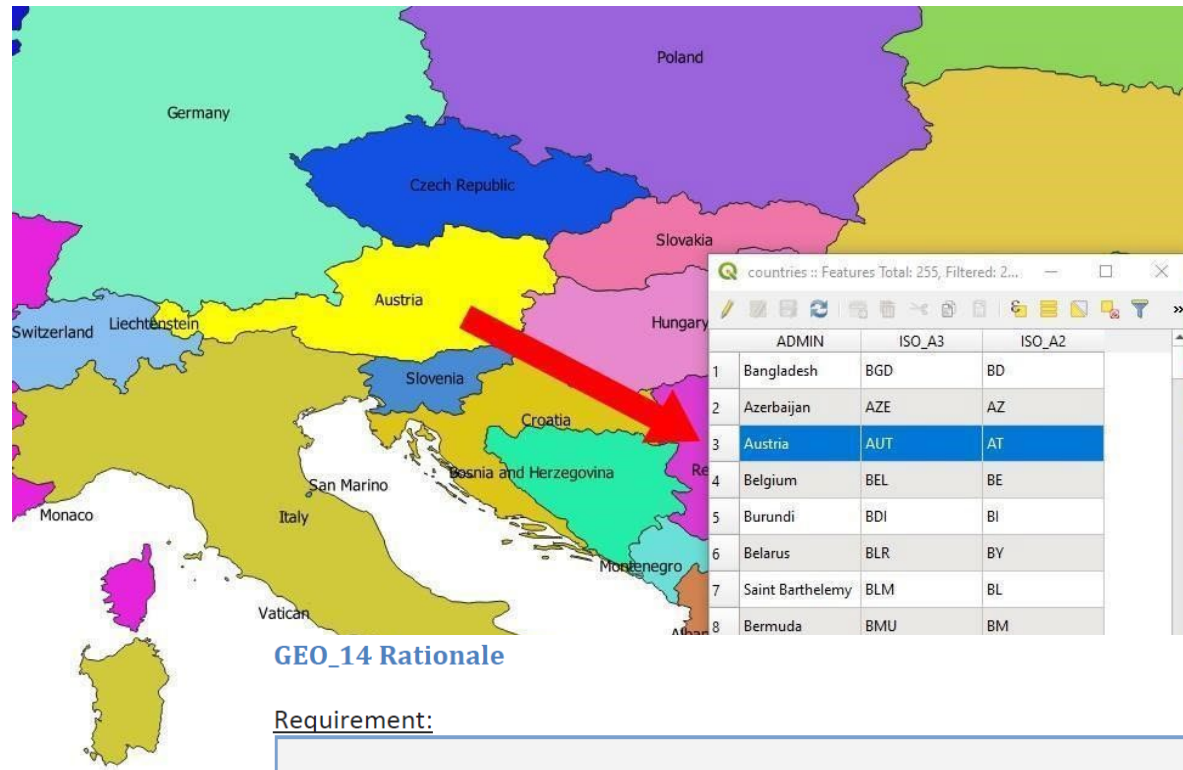 Poland
Germany
Czech Republic
Slovakia
Austria
Switzerland
Liechtenstein
Hungary
Slovenia
Croatia
Bosnia and Herzegovina
San Marino
Monaco
Italy
Montenegro
Vatican
countries :: Features Total: 255, Filtered: 2...
ADMIN ISO_A3 ISO_A2
1 Bangladesh BGD BD
2 Azerbaijan AZE AZ
3 Austria AUT AT
4 Belgium BEL BE
5 Burundi BDI BI
6 Belarus BLR BY
7 Saint Barthelemy BLM BL
8 Bermuda BMU BM
GEO_14 Rationale
Requirement: